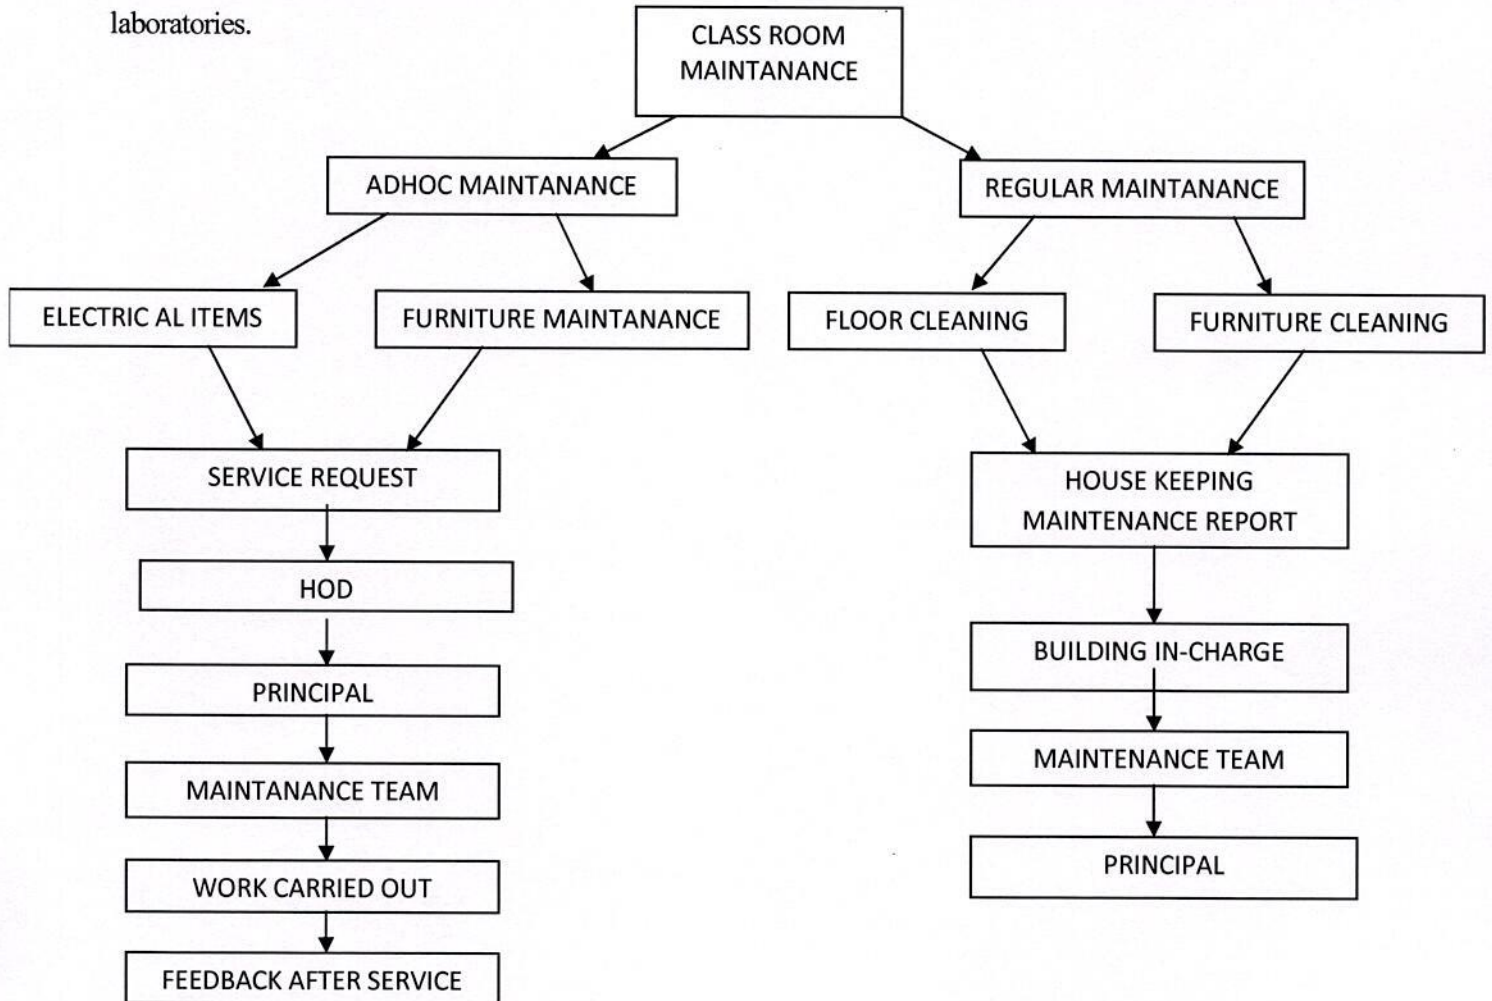 laboratories.
CLASS ROOM
MAINTANANCE
ADHOC MAINTANANCE
REGULAR MAINTANANCE
ELECTRIC AL ITEMS
FURNITURE MAINTANANCE
FLOOR CLEANING
FURNITURE CLEANING
SERVICE REQUEST
HOD
PRINCIPAL
MAINTANANCE TEAM
WORK CARRIED OUT
FEEDBACK AFTER SERVICE
HOUSE KEEPING
MAINTENANCE REPORT
BUILDING IN-CHARGE
MAINTENANCE TEAM
PRINCIPAL